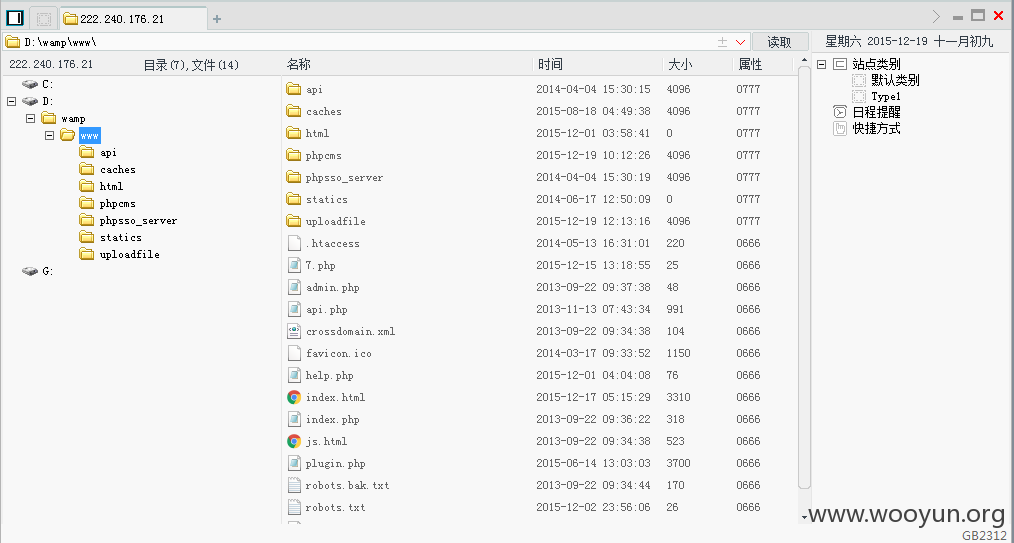 222.240.176.21
D:\wamp\www\ 读取 星期六 2015-12-19 十一月初九
222.240.176.21 目录(7),文件(14) 名称 时间 大小 属性
C:
D:
wamp
www
api
caches
html
phpcms
phpsso_server
statics
uploadfile
G:
api 2014-04-04 15:30:15 4096 0777
caches 2015-08-18 04:49:38 4096 0777
html 2015-12-01 03:58:41 0 0777
phpcms 2015-12-19 10:12:26 4096 0777
phpsso_server 2014-04-04 15:30:19 4096 0777
statics 2014-06-17 12:50:09 0 0777
uploadfile 2015-12-19 12:13:16 4096 0777
.htaccess 2014-05-13 16:31:01 220 0666
7.php 2015-12-15 13:18:55 25 0666
admin.php 2013-09-22 09:37:38 48 0666
api.php 2013-11-13 07:43:34 991 0666
crossdomain.xml 2013-09-22 09:34:38 104 0666
favicon.ico 2014-03-17 09:33:52 1150 0666
help.php 2015-12-01 04:04:08 76 0666
index.html 2015-12-17 05:15:29 3310 0666
index.php 2013-09-22 09:36:22 318 0666
js.html 2013-09-22 09:34:38 523 0666
plugin.php 2015-06-14 13:03:03 3700 0666
robots.bak.txt 2013-09-22 09:34:44 170 0666
robots.txt 2015-12-02 23:56:06 26 0666
站点类别
默认类别
Type1
日程提醒
快捷方式
www.wooyun.org
GB2312